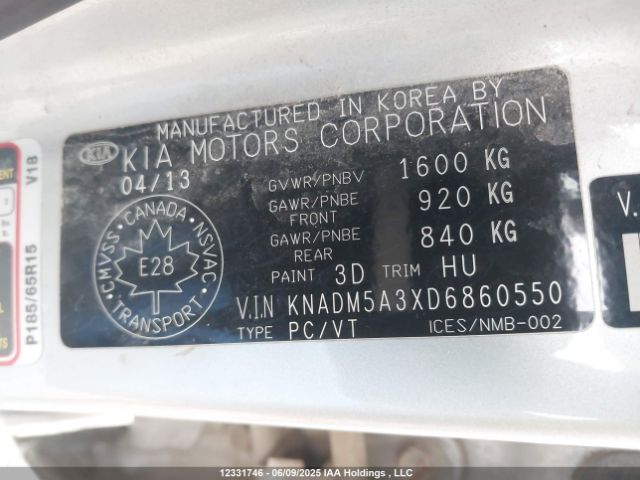 MANUFACTURED IN KOREA BY
KIA KIA MOTORS CORPORATION
04/13
GVWR/PNBV 1600 KG
GAWR/PNBE FRONT 920 KG
GAWR/PNBE REAR 840 KG
PAINT 3D TRIM HU
CANADA
CMVSS NSVAC
E28
TRANSPORT
V.I.N KNADM5A3XD6860550
TYPE PC/VT ICES/NMB-002
V18
P185/65R15
12331746 - 06/09/2025 IAA Holdings , LLC